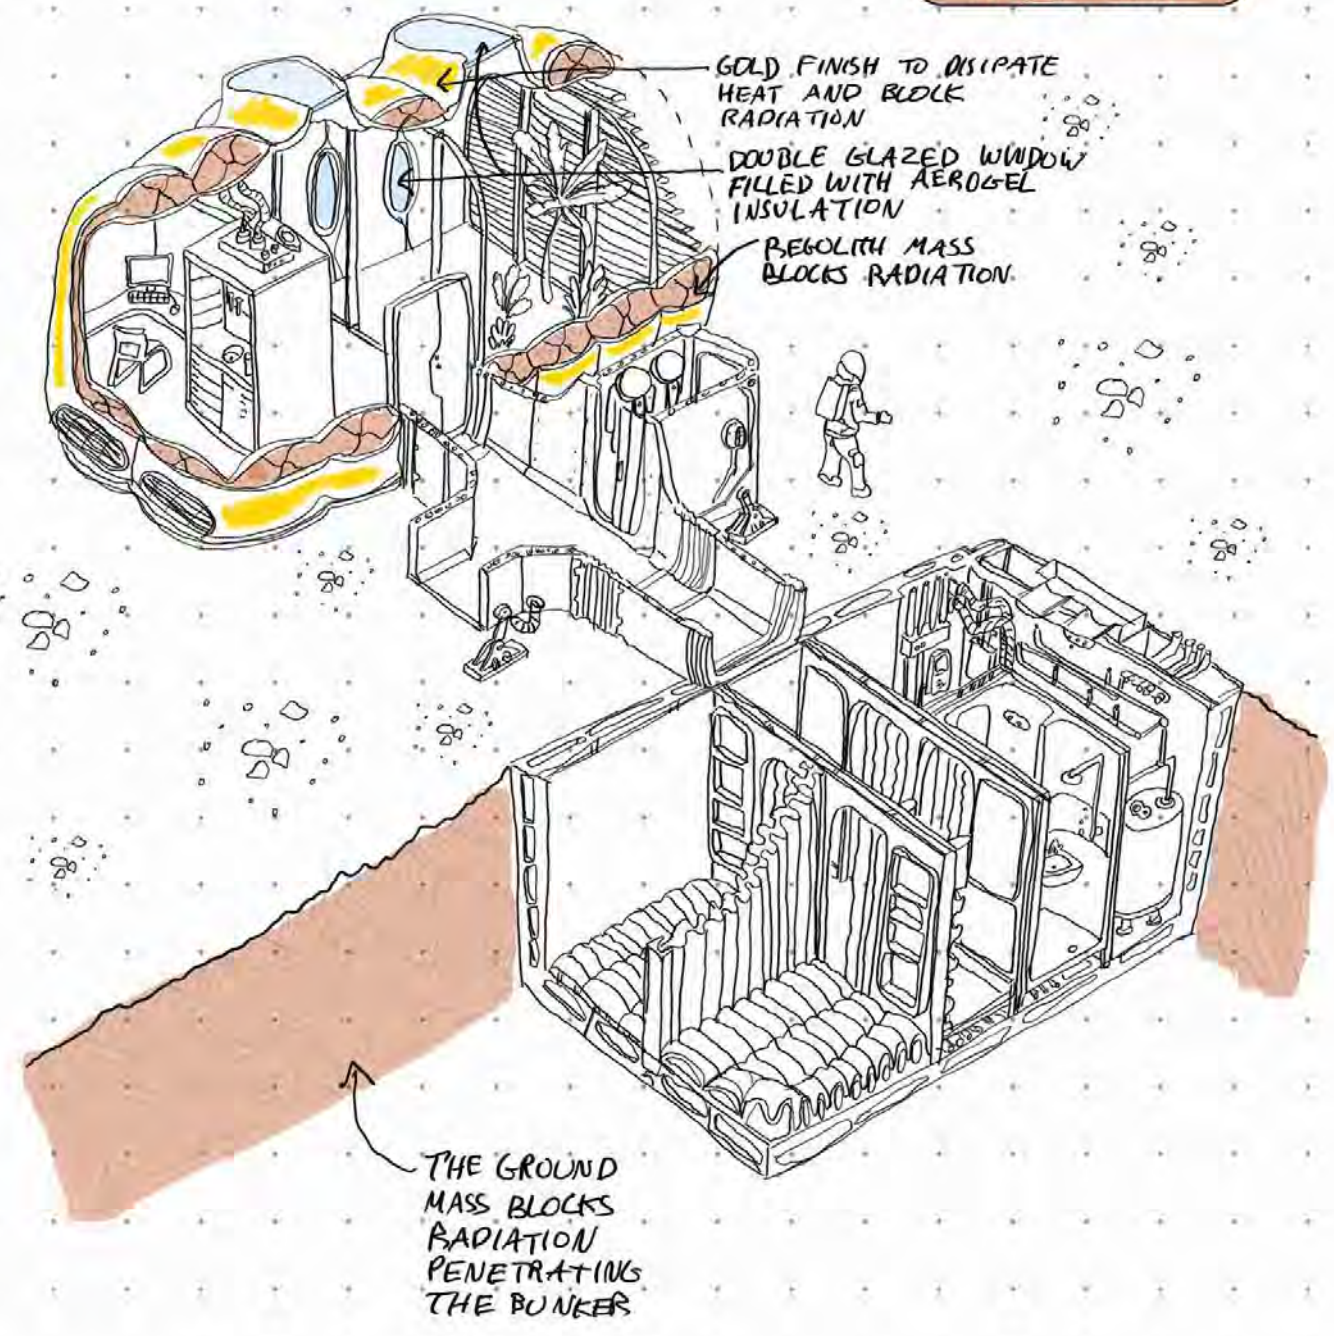 GOLD FINISH TO DISIPATE
HEAT AND BLOCK
RADIATION
DOUBLE GLAZED WINDOW
FILLED WITH AEROGEL
INSULATION
REGOLITH MASS
BLOCKS RADIATION.
THE GROUND
MASS BLOCKS
RADIATION
PENETRATING
THE BUNKER